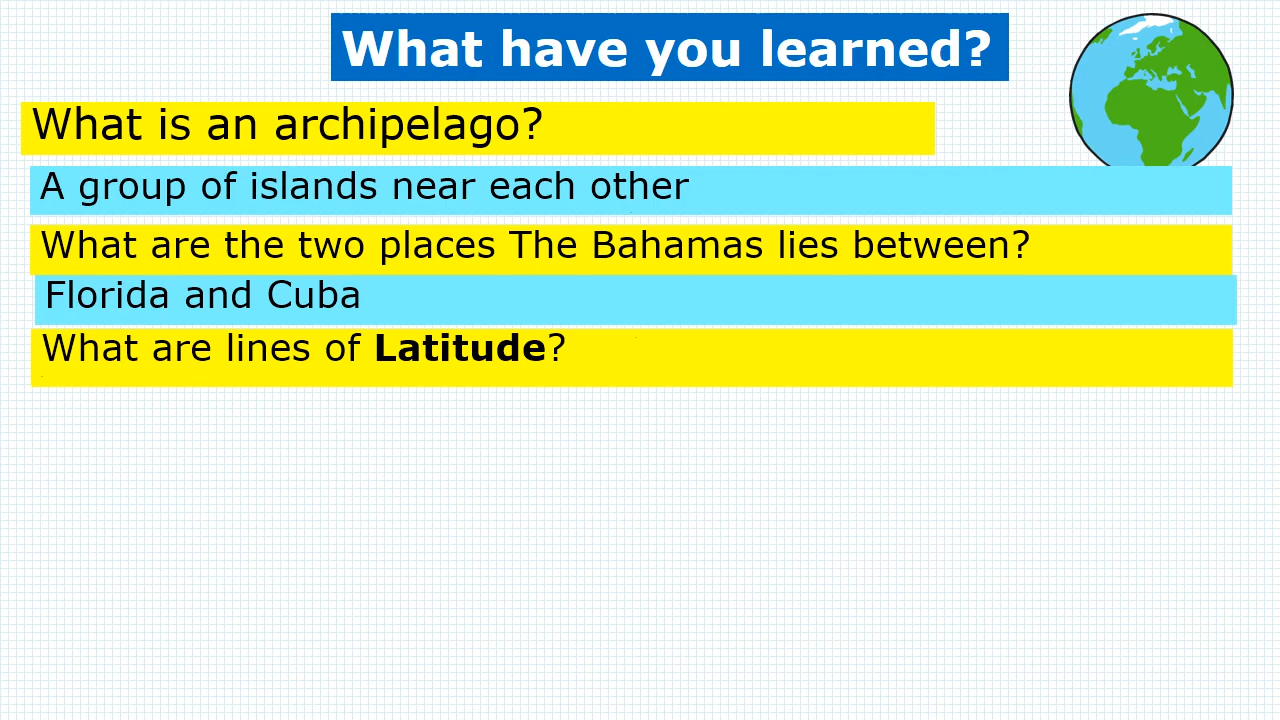 What have you learned?
What is an archipelago?
A group of islands near each other
What are the two places The Bahamas lies between?
Florida and Cuba
What are lines of Latitude?